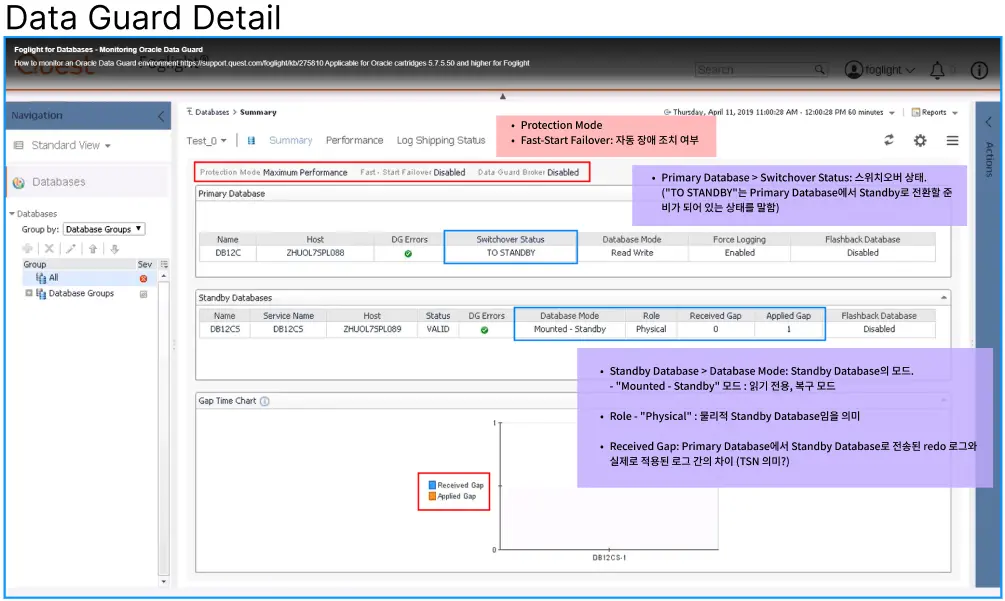 Data Guard Detail
Foglight for Databases - Monitoring Oracle Data Guard
How to monitor an Oracle Data Guard environment https://support.quest.com/foglight/kb/275810 Applicable for Oracle cartridges 5.7.5.50 and higher for Foglight
Quest Foglight
Search
foglight
Navigation
Standard View
Databases
Databases
Group by: Database Groups
Group Sev
All
Database Groups
Databases > Summary
Thursday, April 11, 2019 11:00:28 AM - 12:00:28 PM 60 minutes
Reports
Actions
Test_0
Summary Performance Log Shipping Status
• Protection Mode
• Fast-Start Failover: 자동 장애 조치 여부
Protection Mode Maximum Performance Fast - Start Failover Disabled Data Guard Broker Disabled
• Primary Database > Switchover Status: 스위치오버 상태.
("TO STANDBY"는 Primary Database에서 Standby로 전환할 준
비가 되어 있는 상태를 말함)
Primary Database
Name Host DG Errors Switchover Status Database Mode Force Logging Flashback Database
DB12C ZHUOL7SPL088 TO STANDBY Read Write Enabled Disabled
Standby Databases
Name Service Name Host Status DG Errors Database Mode Role Received Gap Applied Gap Flashback Database
DB12CS DB12CS ZHUOL7SPL089 VALID Mounted - Standby Physical 0 1 Disabled
• Standby Database > Database Mode: Standby Database의 모드.
- "Mounted - Standby" 모드 : 읽기 전용, 복구 모드
• Role - "Physical" : 물리적 Standby Database임을 의미
• Received Gap: Primary Database에서 Standby Database로 전송된 redo 로그와
실제로 적용된 로그 간의 차이 (TSN 의미?)
Gap Time Chart
1
Received Gap
Applied Gap
0
DB12CS-1